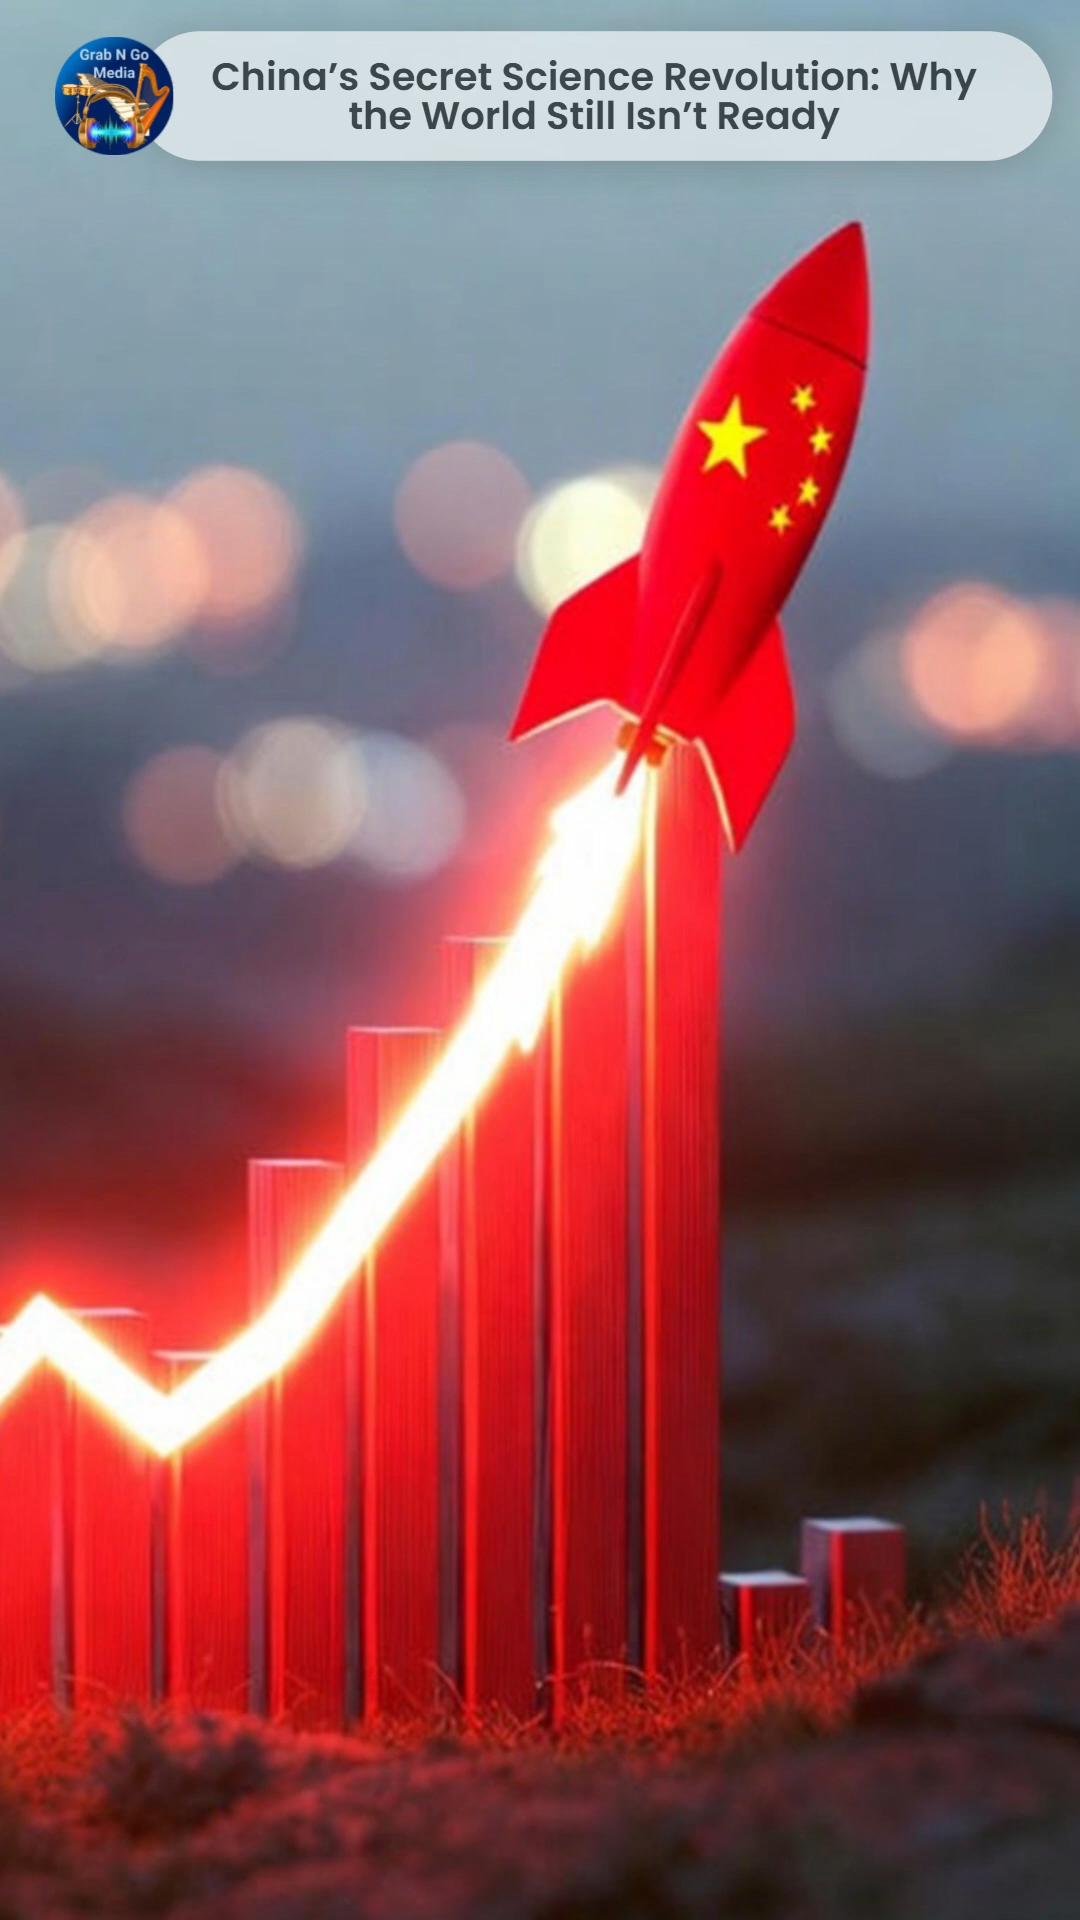 Grab N Go
Media
China’s Secret Science Revolution: Why
the World Still Isn’t Ready